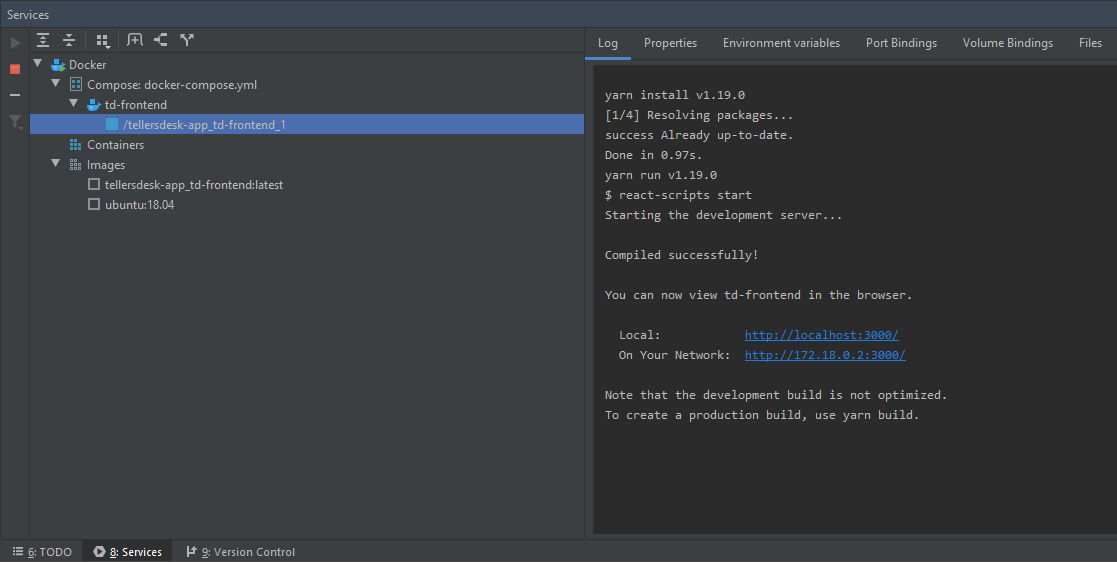 Services
Docker
Compose: docker-compose.yml
td-frontend
/tellersdesk-app_td-frontend_1
Containers
Images
tellersdesk-app_td-frontend:latest
ubuntu:18.04
Log Properties Environment variables Port Bindings Volume Bindings Files
yarn install v1.19.0
[1/4] Resolving packages...
success Already up-to-date.
Done in 0.97s.
yarn run v1.19.0
$ react-scripts start
Starting the development server...
Compiled successfully!
You can now view td-frontend in the browser.
Local: http://localhost:3000/
On Your Network: http://172.18.0.2:3000/
Note that the development build is not optimized.
To create a production build, use yarn build.
6: TODO 8: Services 9: Version Control